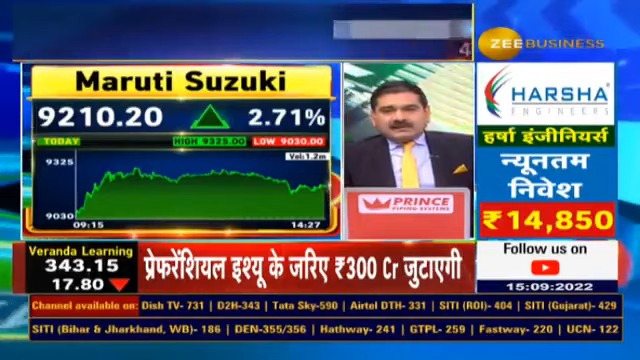 4
ZEE BUSINESS
Maruti Suzuki
9210.20 2.71%
TODAY HIGH 9325.00 LOW 9030.00
Vol:1.2m
9325
9030
09:15 14:27
PRINCE
PIPING SYSTEMS
HARSHA
ENGINEERS
हर्षा इंजीनियर्स
न्यूनतम
निवेश
₹14,850
Veranda Learning
343.15
17.80
प्रेफरेंशियल इश्यू के जरिए ₹300 Cr जुटाएगी
Follow us on
15:09:2022
Channel available on: Dish TV- 731 | D2H-343 | Tata Sky-590 | Airtel DTH- 331 | SITI (ROI)- 404 | SITI (Gujarat)- 429
SITI (Bihar & Jharkhand, WB)- 186 | DEN-355/356 | Hathway- 241 | GTPL- 259 | Fastway- 220 | UCN- 122